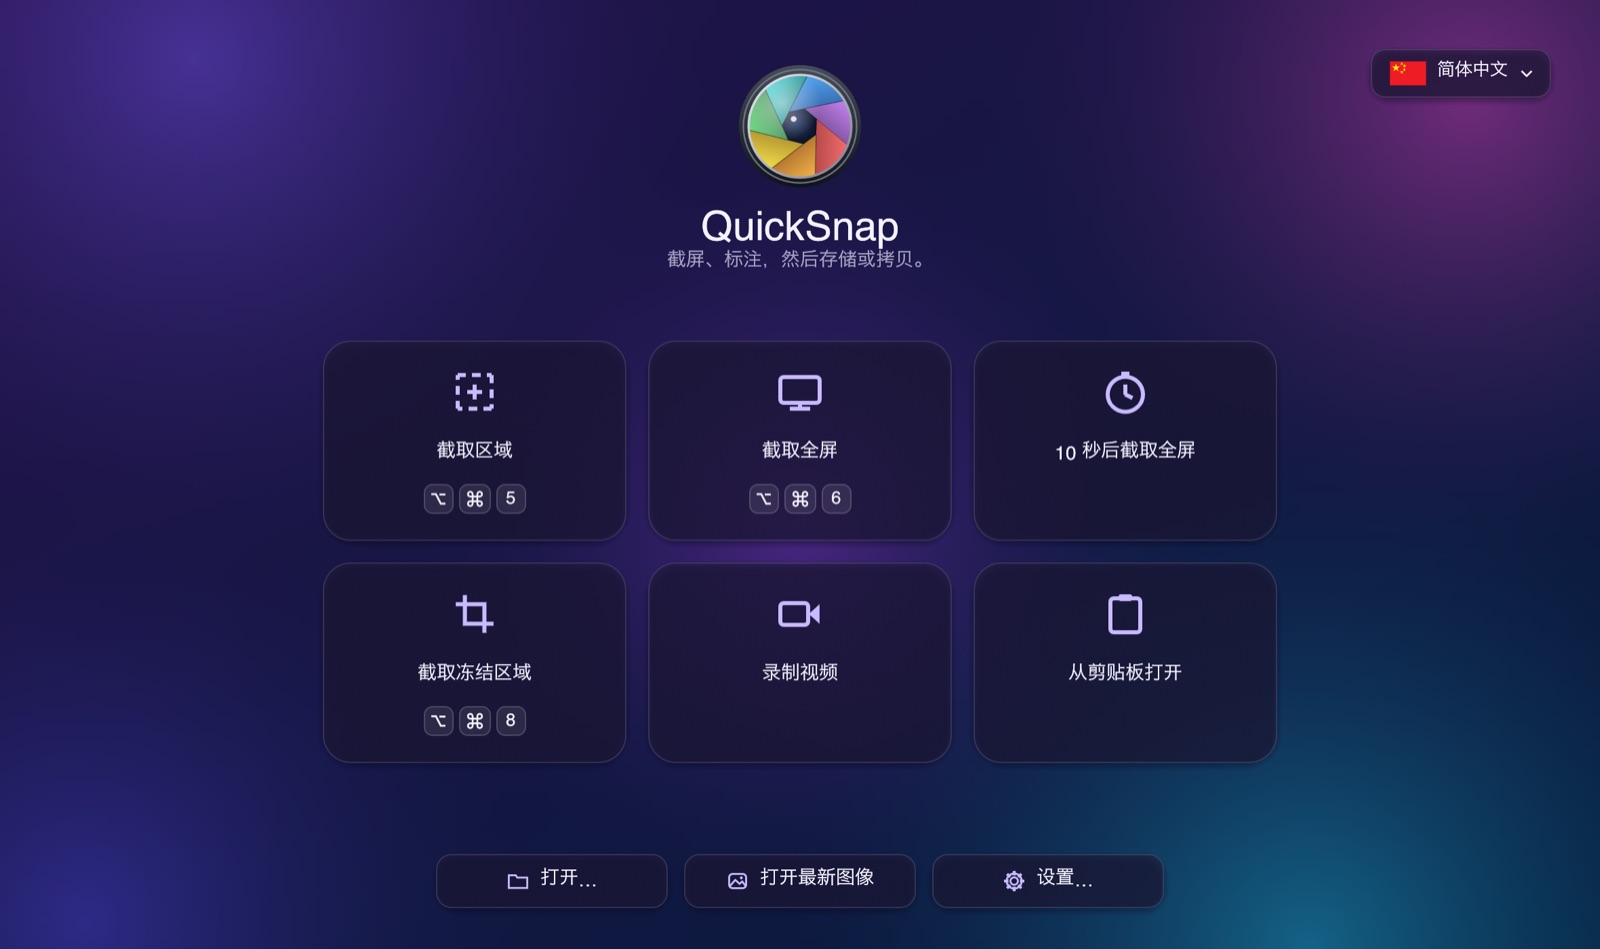 简体中文
QuickSnap
截屏、标注，然后存储或拷贝。
截取区域
⌥ ⌘ 5
截取全屏
⌥ ⌘ 6
10 秒后截取全屏
截取冻结区域
⌥ ⌘ 8
录制视频
从剪贴板打开
打开...
打开最新图像
设置...